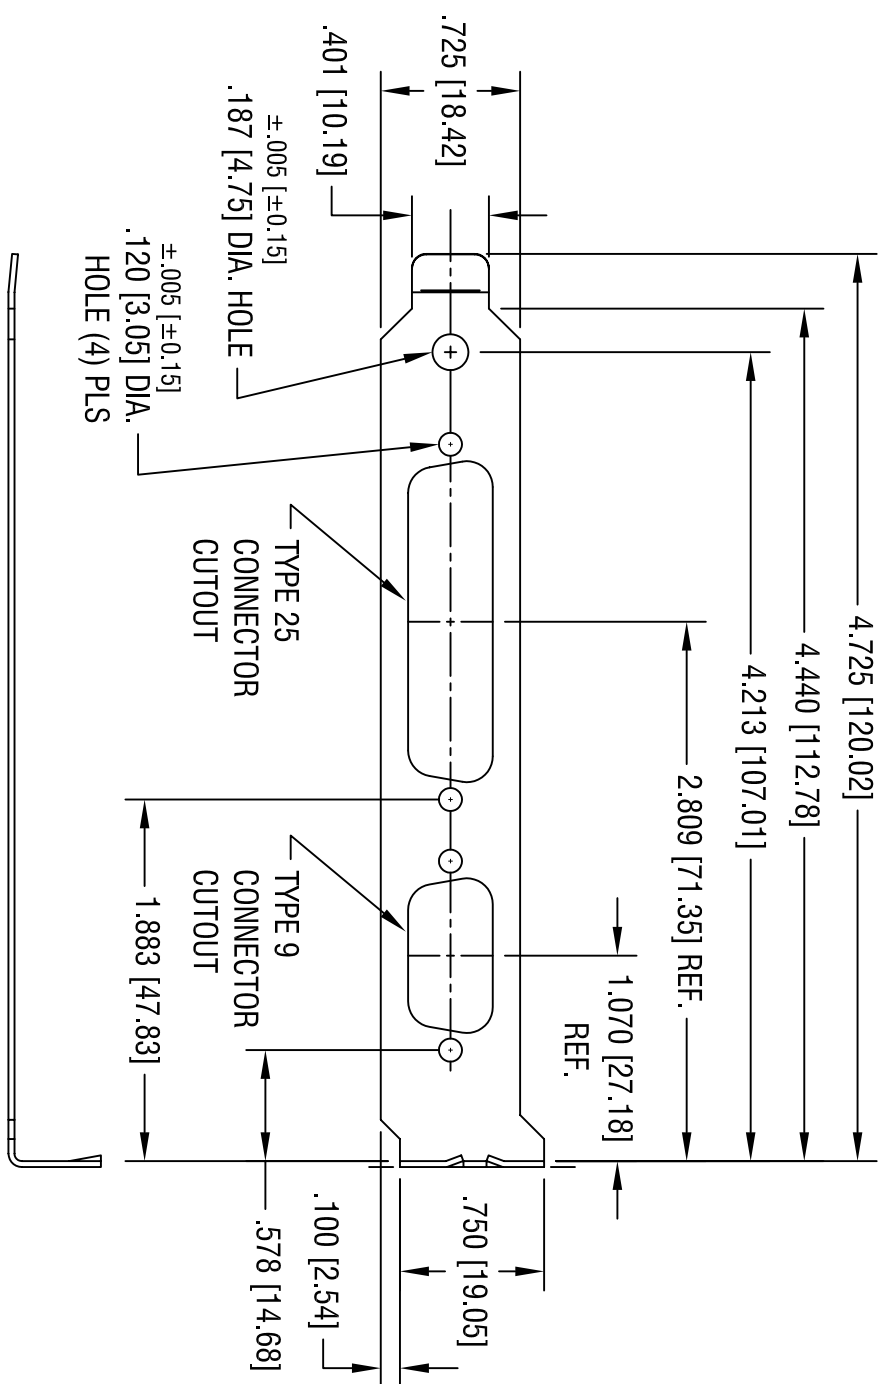 4.725 [120.02]
4.440 [112.78]
4.213 [107.01]
2.809 [71.35] REF.
1.070 [27.18]
REF.
.725 [18.42]
.401 [10.19]
±.005 [±0.15]
.187 [4.75] DIA. HOLE
±.005 [±0.15]
.120 [3.05] DIA.
HOLE (4) PLS
TYPE 25
CONNECTOR
CUTOUT
TYPE 9
CONNECTOR
CUTOUT
1.883 [47.83]
.750 [19.05]
.100 [2.54]
.578 [14.68]